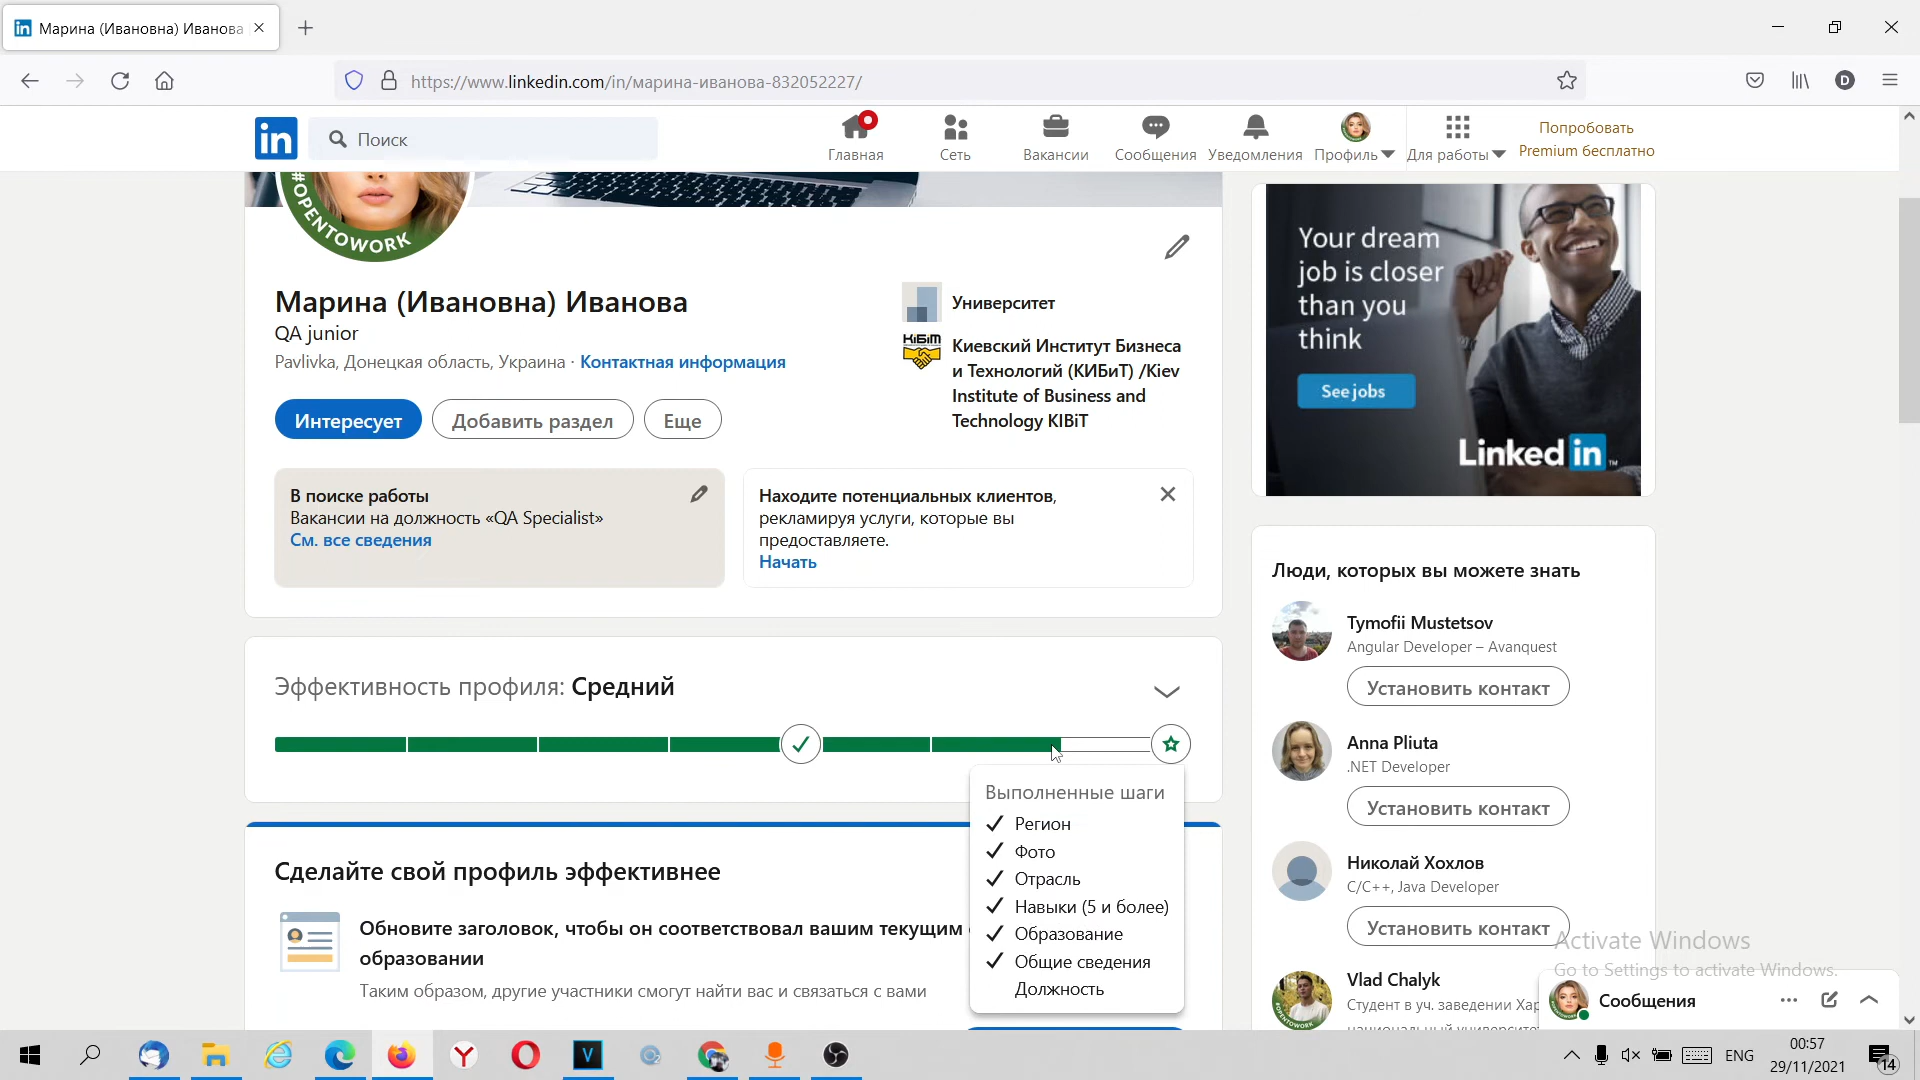 Марина (Ивановна) Иванова
https://www.linkedin.com/in/марина-иванова-832052227/
in
Поиск
Главная
Сеть
Вакансии
Сообщения
Уведомления
Профиль
Для работы
Попробовать
Premium бесплатно
#OPENTOWORK
Марина (Ивановна) Иванова
QA junior
Pavlivka, Донецкая область, Украина · Контактная информация
Интересует
Добавить раздел
Еще
Университет
КіБіТ
Киевский Институт Бизнеса
и Технологий (КИБиТ) /Kiev
Institute of Business and
Technology KIBiT
В поиске работы
Вакансии на должность «QA Specialist»
См. все сведения
Находите потенциальных клиентов,
рекламируя услуги, которые вы
предоставляете.
Начать
Эффективность профиля: Средний
Выполненные шаги
Регион
Фото
Отрасль
Навыки (5 и более)
Образование
Общие сведения
Должность
Сделайте свой профиль эффективнее
Обновите заголовок, чтобы он соответствовал вашим текущим
образовании
Таким образом, другие участники смогут найти вас и связаться с вами
Your dream
job is closer
than you
think
See jobs
Linked in
Люди, которых вы можете знать
Tymofii Mustetsov
Angular Developer – Avanquest
Установить контакт
Anna Pliuta
.NET Developer
Установить контакт
Николай Хохлов
C/C++, Java Developer
Установить контакт
Vlad Chalyk
Студент в уч. заведении Хар
Activate Windows
Go to Settings to activate Windows.
Сообщения
ENG
00:57
29/11/2021
14